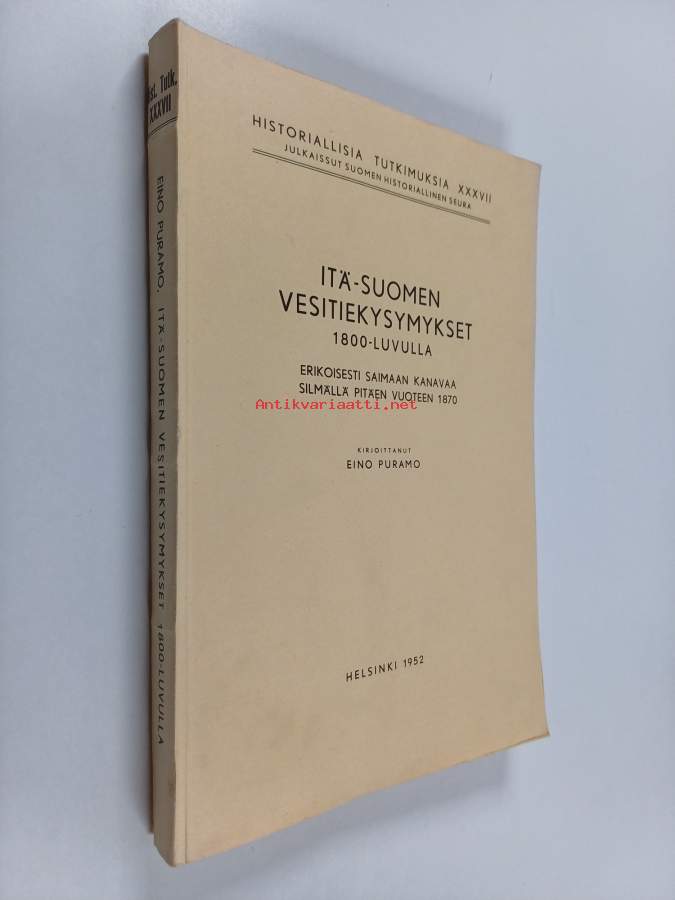 Hist. Tutk.
XXXVII
EINO PURAMO, ITÄ-SUOMEN VESITIEKYSYMYKSET 1800-LUVULLA
HISTORIALLISIA TUTKIMUKSIA XXXVII
JULKAISSUT SUOMEN HISTORIALLINEN SEURA
ITÄ-SUOMEN
VESITIEKYSYMYKSET
1800-LUVULLA
ERIKOISESTI SAIMAAN KANAVAA
SILMÄLLÄ PITÄEN VUOTEEN 1870
Antikvariaatti.net
KIRJOITTANUT
EINO PURAMO
HELSINKI 1952